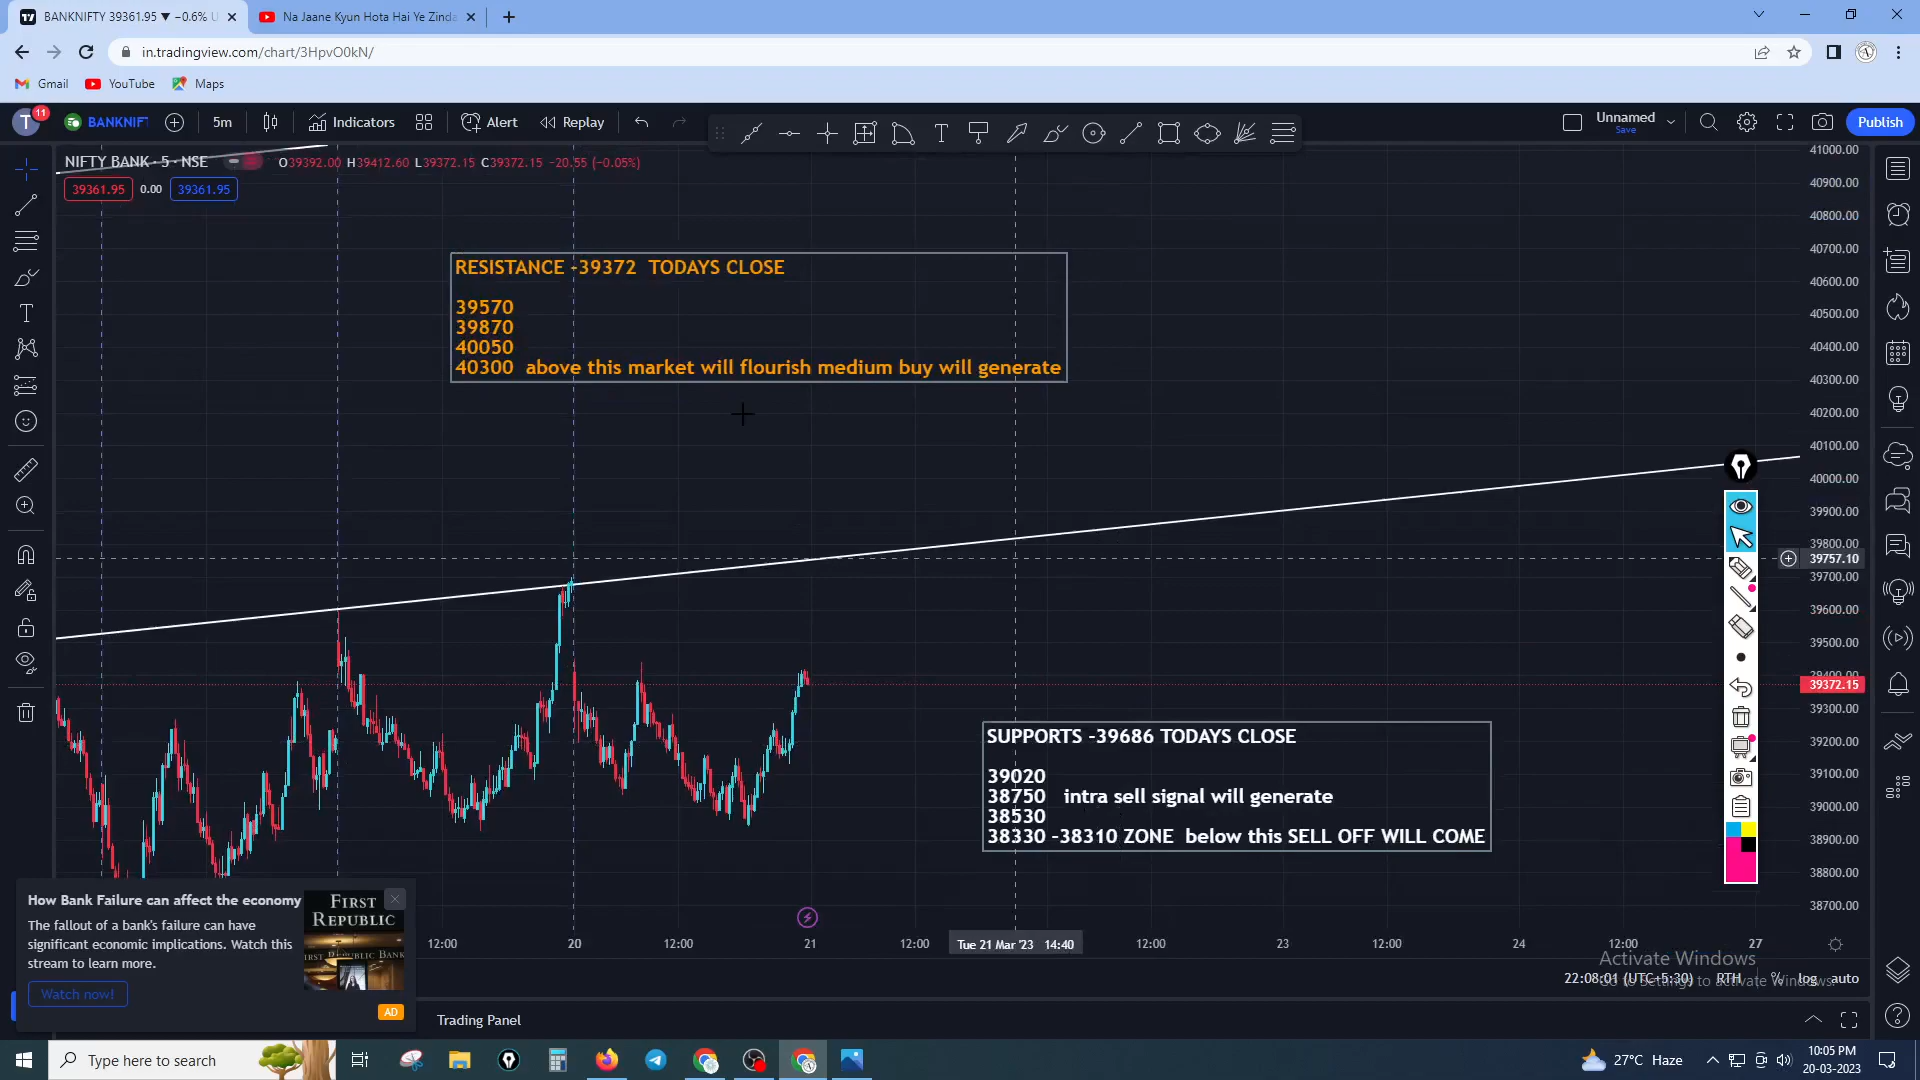 BANKNIFTY 39361.95 ▼ −0.6% U
Na Jaane Kyun Hota Hai Ye Zinda
in.tradingview.com/chart/3HpvO0kN/
Gmail YouTube Maps
T 11 BANKNIFT 5m Indicators Alert Replay
Unnamed
Save
Publish
NIFTY BANK · 5 · NSE O39392.00 H39412.60 L39372.15 C39372.15 −20.55 (−0.05%)
39361.95 0.00 39361.95
RESISTANCE -39372 TODAYS CLOSE
39570
39870
40050
40300 above this market will flourish medium buy will generate
SUPPORTS -39686 TODAYS CLOSE
39020
38750 intra sell signal will generate
38530
38330 -38310 ZONE below this SELL OFF WILL COME
41000.00
40900.00
40800.00
40700.00
40600.00
40500.00
40400.00
40300.00
40200.00
40100.00
40000.00
39900.00
39800.00
39757.10
39700.00
39600.00
39500.00
39372.15
39300.00
39200.00
39100.00
39000.00
38900.00
38800.00
38700.00
How Bank Failure can affect the economy
The fallout of a bank's failure can have
significant economic implications. Watch this
stream to learn more.
Watch now!
FIRST
REPUBLIC
AD
12:00 20 12:00 21 12:00 Tue 21 Mar '23 14:40 12:00 23 12:00 24 12:00 27
Activate Windows
Go to Settings to activate Windows.
22:08:01 (UTC+5:30) RTH % log auto
Trading Panel
Type here to search
27°C Haze
10:05 PM
20-03-2023